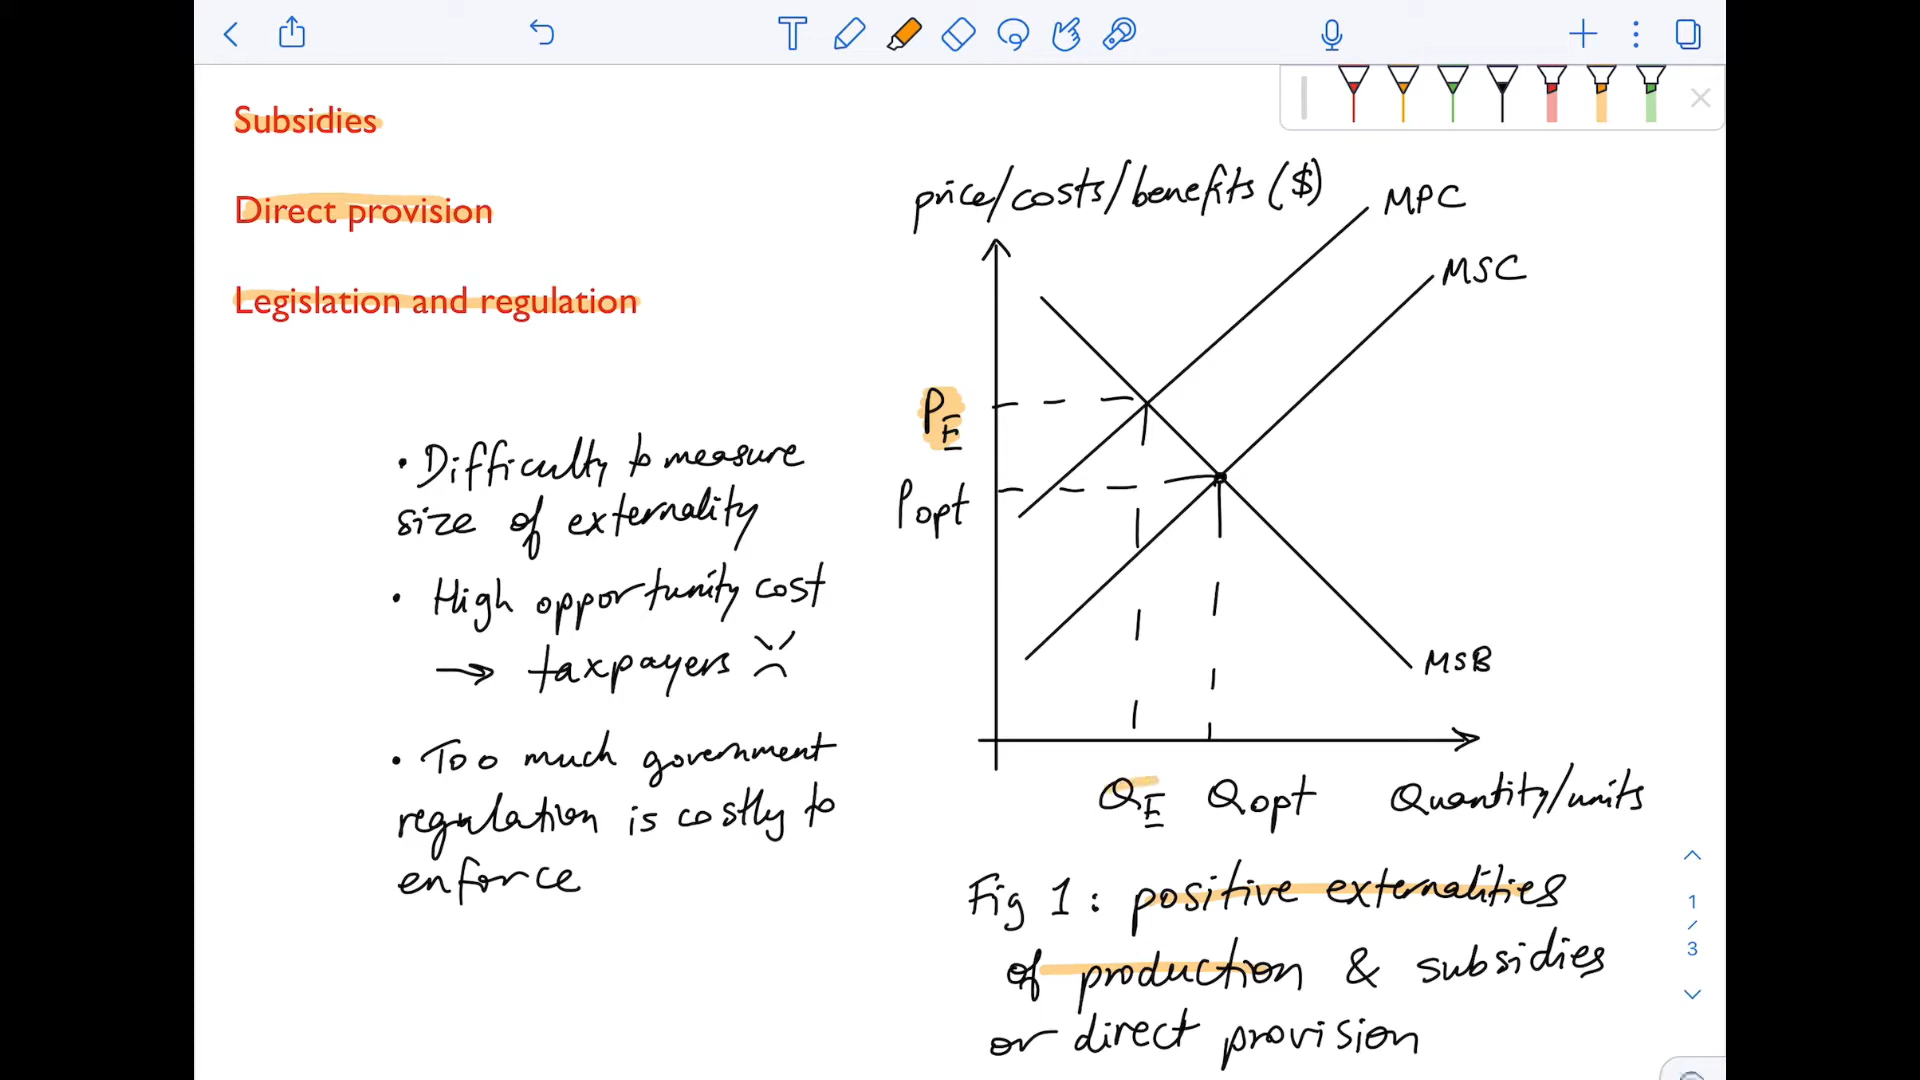 Subsidies
Direct provision
Legislation and regulation
• Difficulty to measure
size of externality
• High opportunity cost
→ taxpayers
• Too much government
regulation is costly to
enforce
price/costs/benefits ($)
MPC
MSC
PE
Popt
MSB
QE Qopt Quantity/units
Fig 1: positive externalities
of production & subsidies
or direct provision
1
/
3